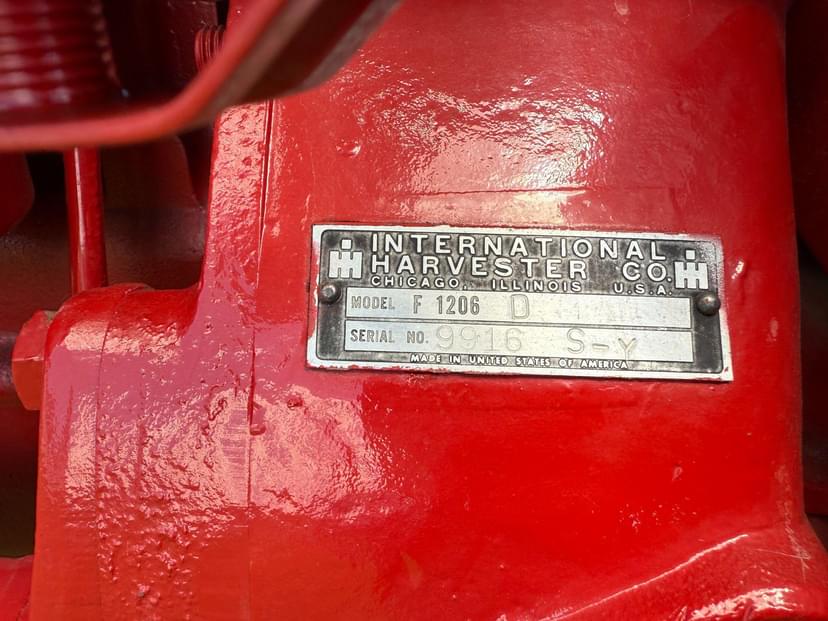 INTERNATIONAL
HARVESTER CO.
CHICAGO, ILLINOIS U.S.A.
MODEL F 1206 D
SERIAL NO. 9916 S-Y
MADE IN UNITED STATES OF AMERICA